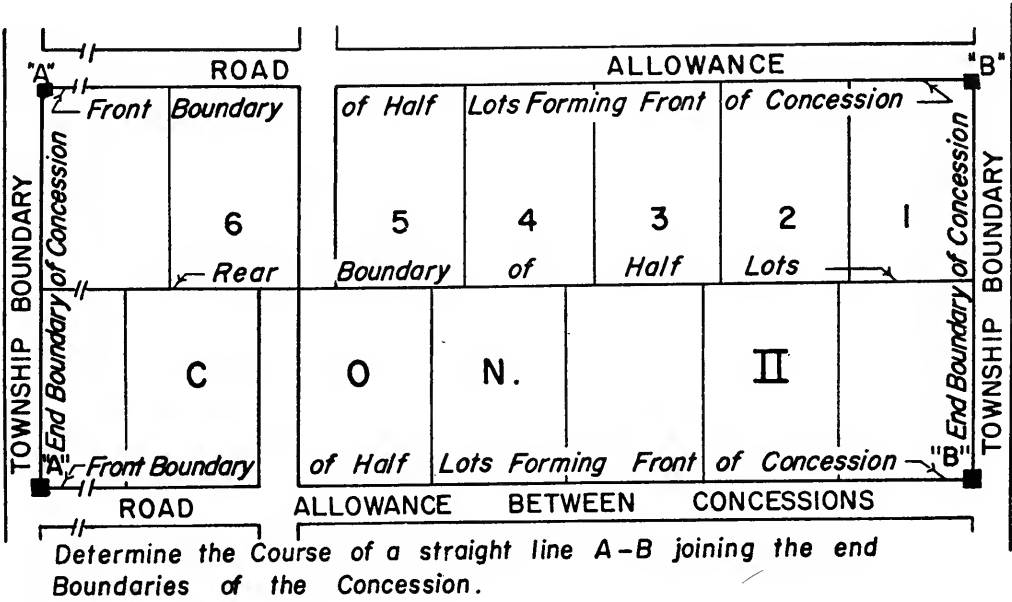 ROAD ALLOWANCE
"A" "B"
Front Boundary of Half Lots Forming Front of Concession
TOWNSHIP BOUNDARY
End Boundary of Concession
End Boundary of Concession
TOWNSHIP BOUNDARY
6 5 4 3 2 1
Rear Boundary of Half Lots
C O N. II
"A" Front Boundary of Half Lots Forming Front of Concession "B"
ROAD ALLOWANCE BETWEEN CONCESSIONS
Determine the Course of a straight line A-B joining the end
Boundaries of the Concession.